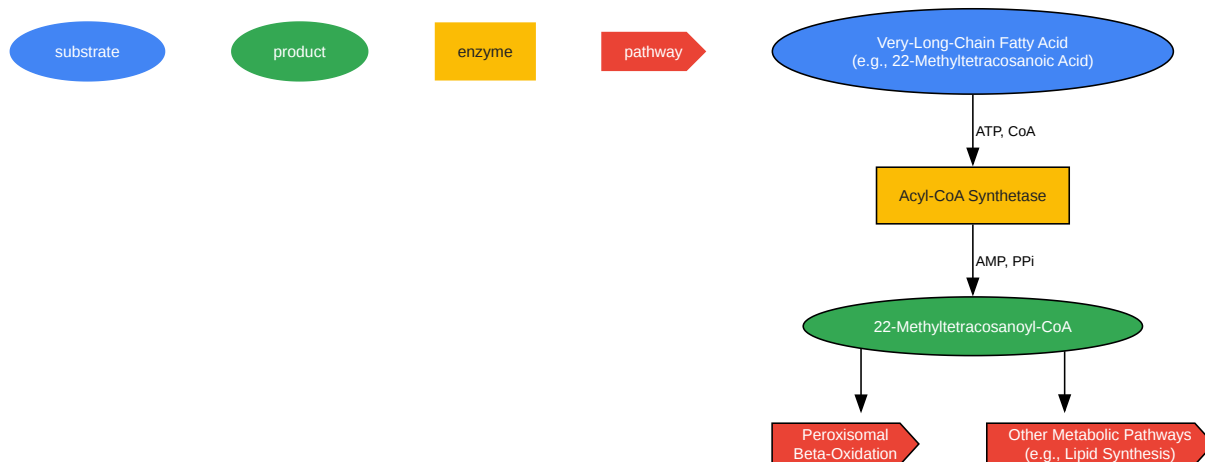 substrate
product
enzyme
pathway
Very-Long-Chain Fatty Acid
(e.g., 22-Methyltetracosanoic Acid)
ATP, CoA
Acyl-CoA Synthetase
AMP, PPi
22-Methyltetracosanoyl-CoA
Peroxisomal
Beta-Oxidation
Other Metabolic Pathways
(e.g., Lipid Synthesis)